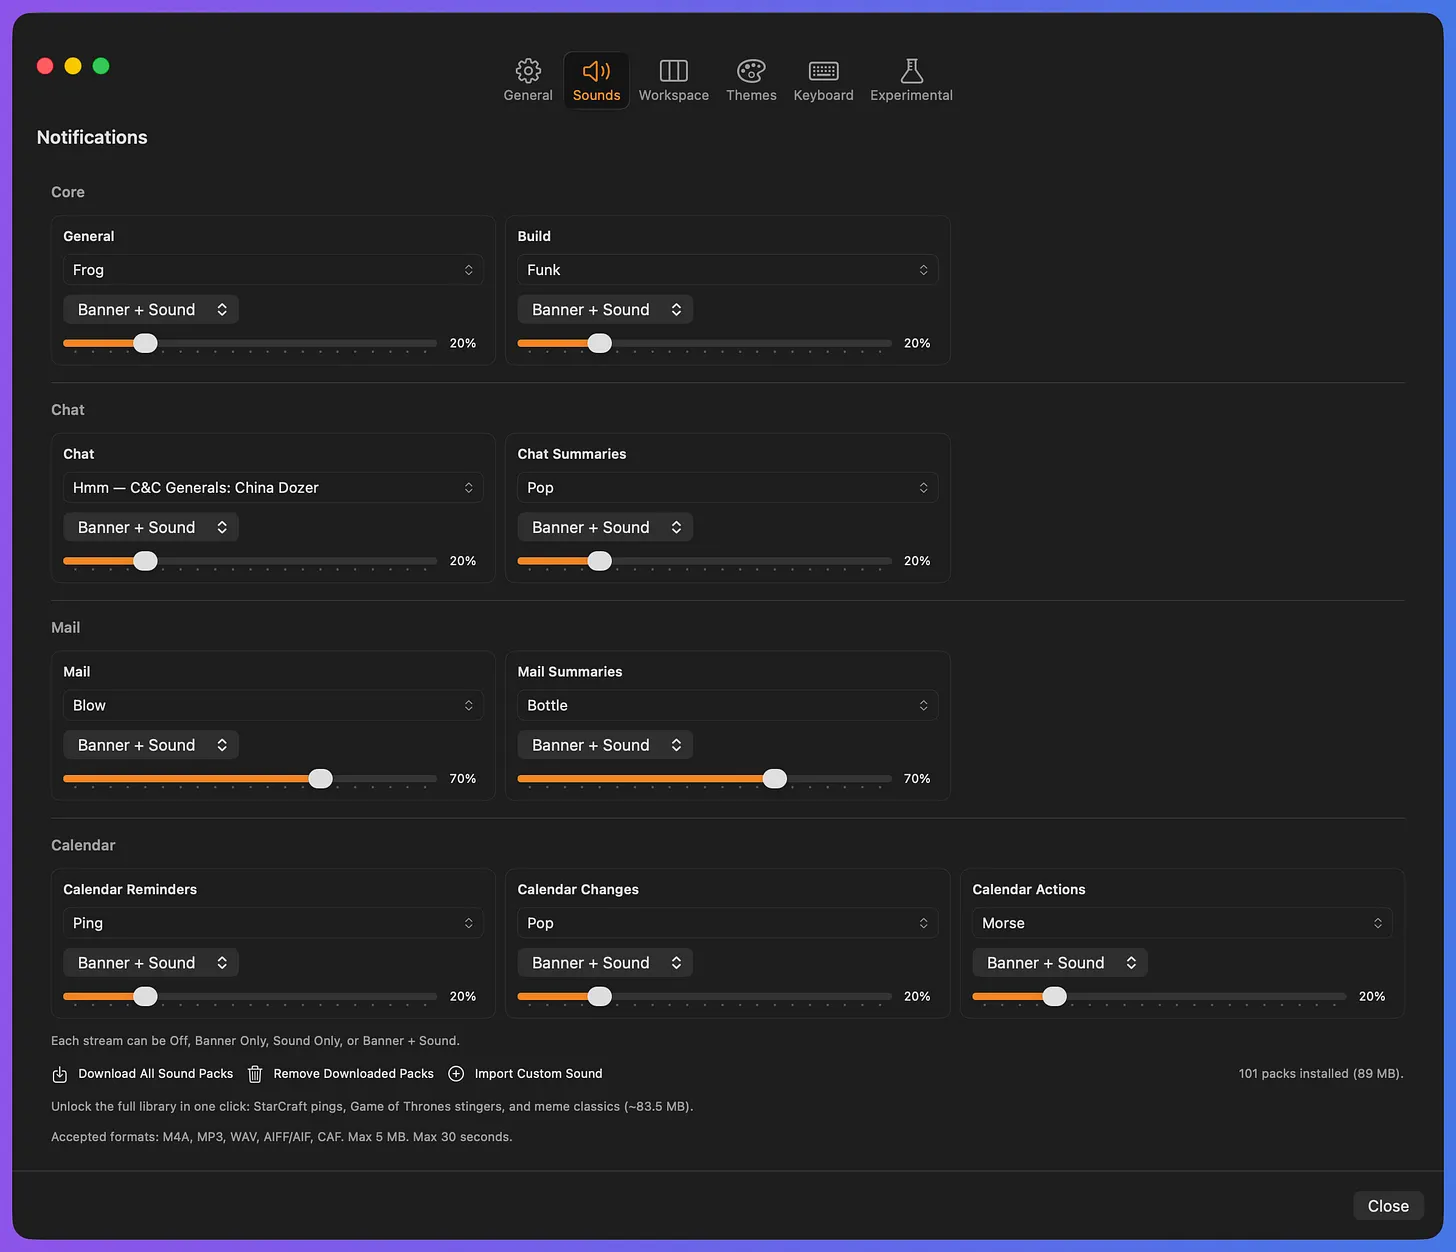 General Sounds Workspace Themes Keyboard Experimental
Notifications
Core
General Build
Frog Funk
Banner + Sound Banner + Sound
20% 20%
Chat
Chat Chat Summaries
Hmm — C&C Generals: China Dozer Pop
Banner + Sound Banner + Sound
20% 20%
Mail
Mail Mail Summaries
Blow Bottle
Banner + Sound Banner + Sound
70% 70%
Calendar
Calendar Reminders Calendar Changes Calendar Actions
Ping Pop Morse
Banner + Sound Banner + Sound Banner + Sound
20% 20% 20%
Each stream can be Off, Banner Only, Sound Only, or Banner + Sound.
Download All Sound Packs Remove Downloaded Packs Import Custom Sound 101 packs installed (89 MB).
Unlock the full library in one click: StarCraft pings, Game of Thrones stingers, and meme classics (~83.5 MB).
Accepted formats: M4A, MP3, WAV, AIFF/AIF, CAF. Max 5 MB. Max 30 seconds.
Close